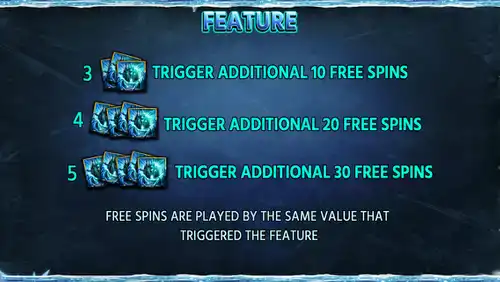 FEATURE
3 TRIGGER ADDITIONAL 10 FREE SPINS
4 TRIGGER ADDITIONAL 20 FREE SPINS
5 TRIGGER ADDITIONAL 30 FREE SPINS
FREE SPINS ARE PLAYED BY THE SAME VALUE THAT
TRIGGERED THE FEATURE